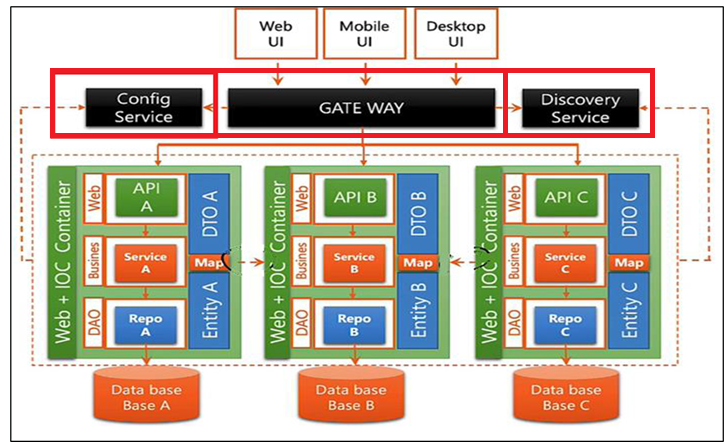 Web
UI
Mobile
UI
Desktop
UI
Config
Service
GATE WAY
Discovery
Service
Web + IOC Container
Web
API
A
DTO A
Busines
Service
A
Map
DAO
Repo
A
Entity A
Data base
Base A
Web + IOC Container
Web
API B
DTO B
Busines
Service
B
Map
DAO
Repo
B
Entity B
Data base
Base B
Web + IOC Container
Web
API C
DTO C
Busines
Service
C
Map
DAO
Repo
C
Entity C
Data base
Base C